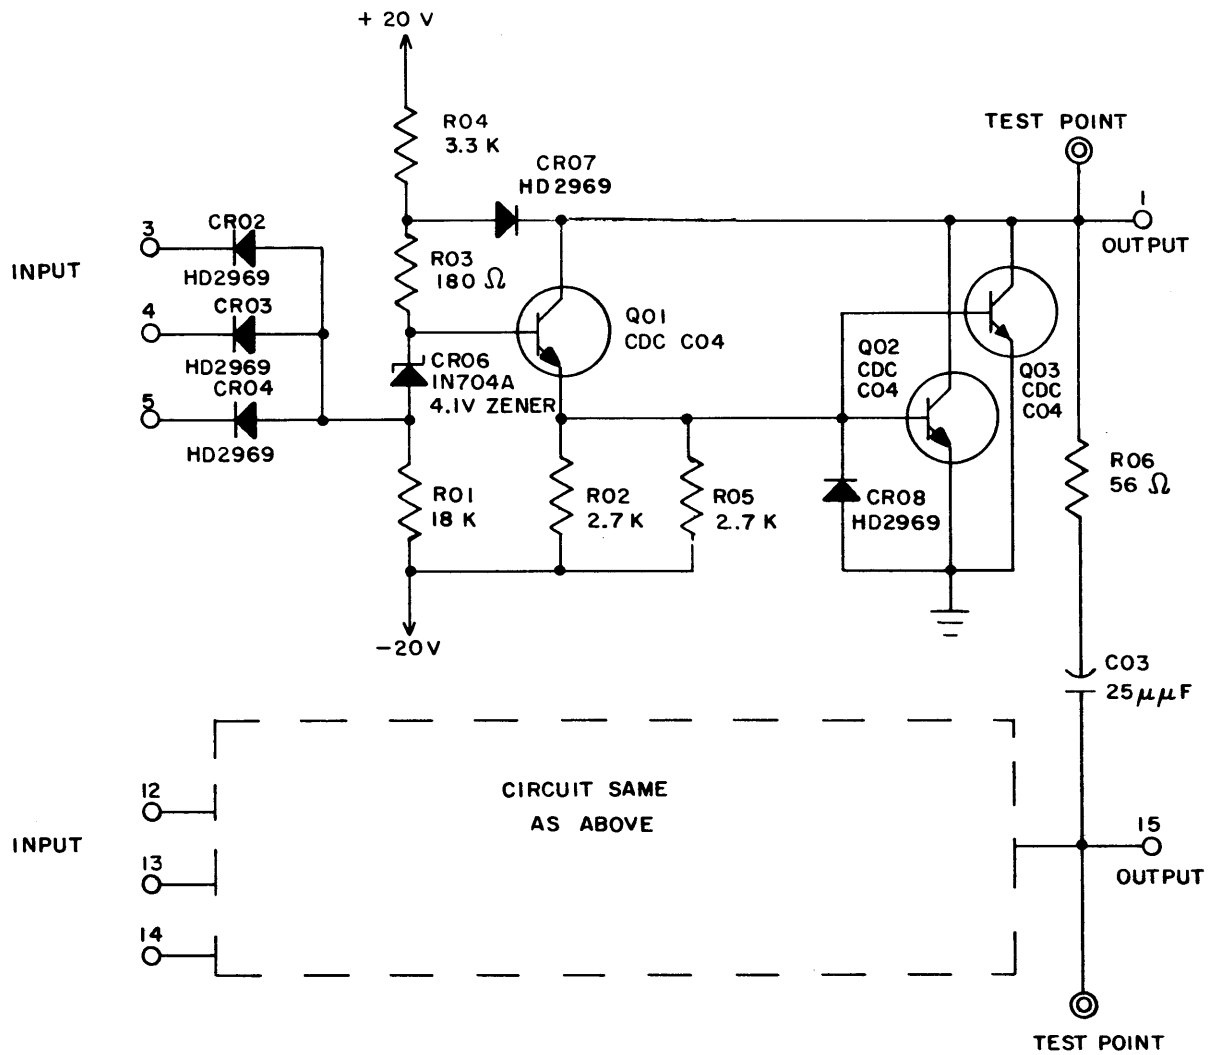 + 20 V
R04
3.3 K
TEST POINT
CR07
HD2969
1
OUTPUT
3
CR02
HD2969
INPUT
R03
180 Ω
4
CR03
HD2969
Q01
CDC C04
Q02
CDC
C04
Q03
CDC
C04
CR06
1N704A
4.1V ZENER
5
CR04
HD2969
R01
18 K
R02
2.7 K
R05
2.7 K
CR08
HD2969
R06
56 Ω
−20V
C03
25μμF
CIRCUIT SAME
AS ABOVE
12
INPUT
13
14
15
OUTPUT
TEST POINT